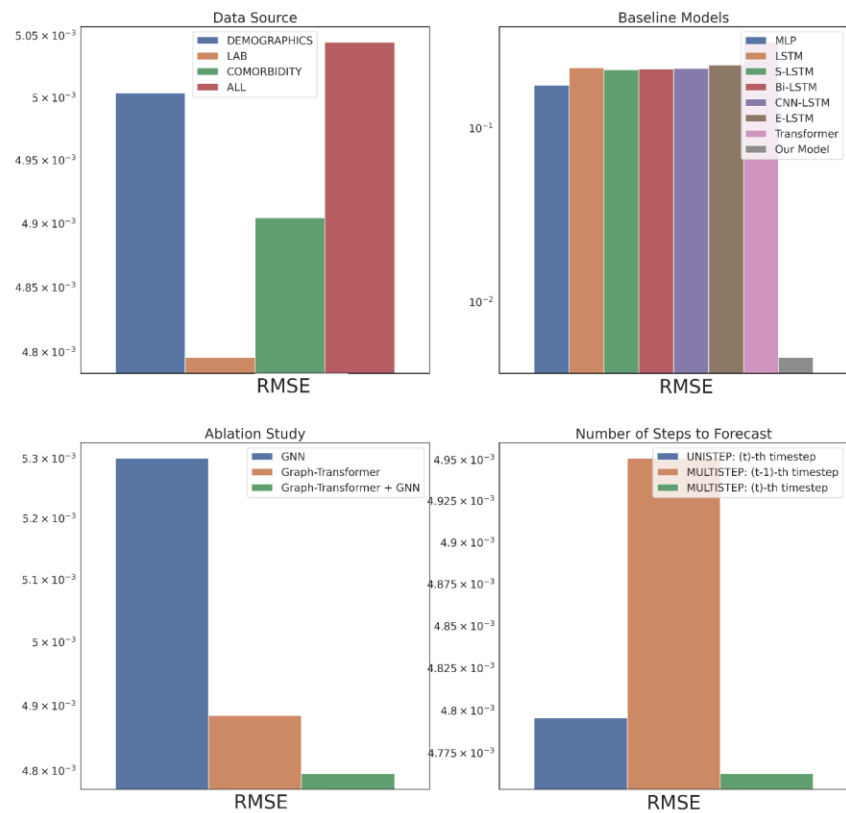 Data Source
5.05 × 10⁻³
5 × 10⁻³
4.95 × 10⁻³
4.9 × 10⁻³
4.85 × 10⁻³
4.8 × 10⁻³
DEMOGRAPHICS
LAB
COMORBIDITY
ALL
RMSE
Baseline Models
10⁻¹
10⁻²
MLP
LSTM
S-LSTM
Bi-LSTM
CNN-LSTM
E-LSTM
Transformer
Our Model
RMSE
Ablation Study
5.3 × 10⁻³
5.2 × 10⁻³
5.1 × 10⁻³
5 × 10⁻³
4.9 × 10⁻³
4.8 × 10⁻³
GNN
Graph-Transformer
Graph-Transformer + GNN
RMSE
Number of Steps to Forecast
4.95 × 10⁻³
4.925 × 10⁻³
4.9 × 10⁻³
4.875 × 10⁻³
4.85 × 10⁻³
4.825 × 10⁻³
4.8 × 10⁻³
4.775 × 10⁻³
UNISTEP: (t)-th timestep
MULTISTEP: (t-1)-th timestep
MULTISTEP: (t)-th timestep
RMSE